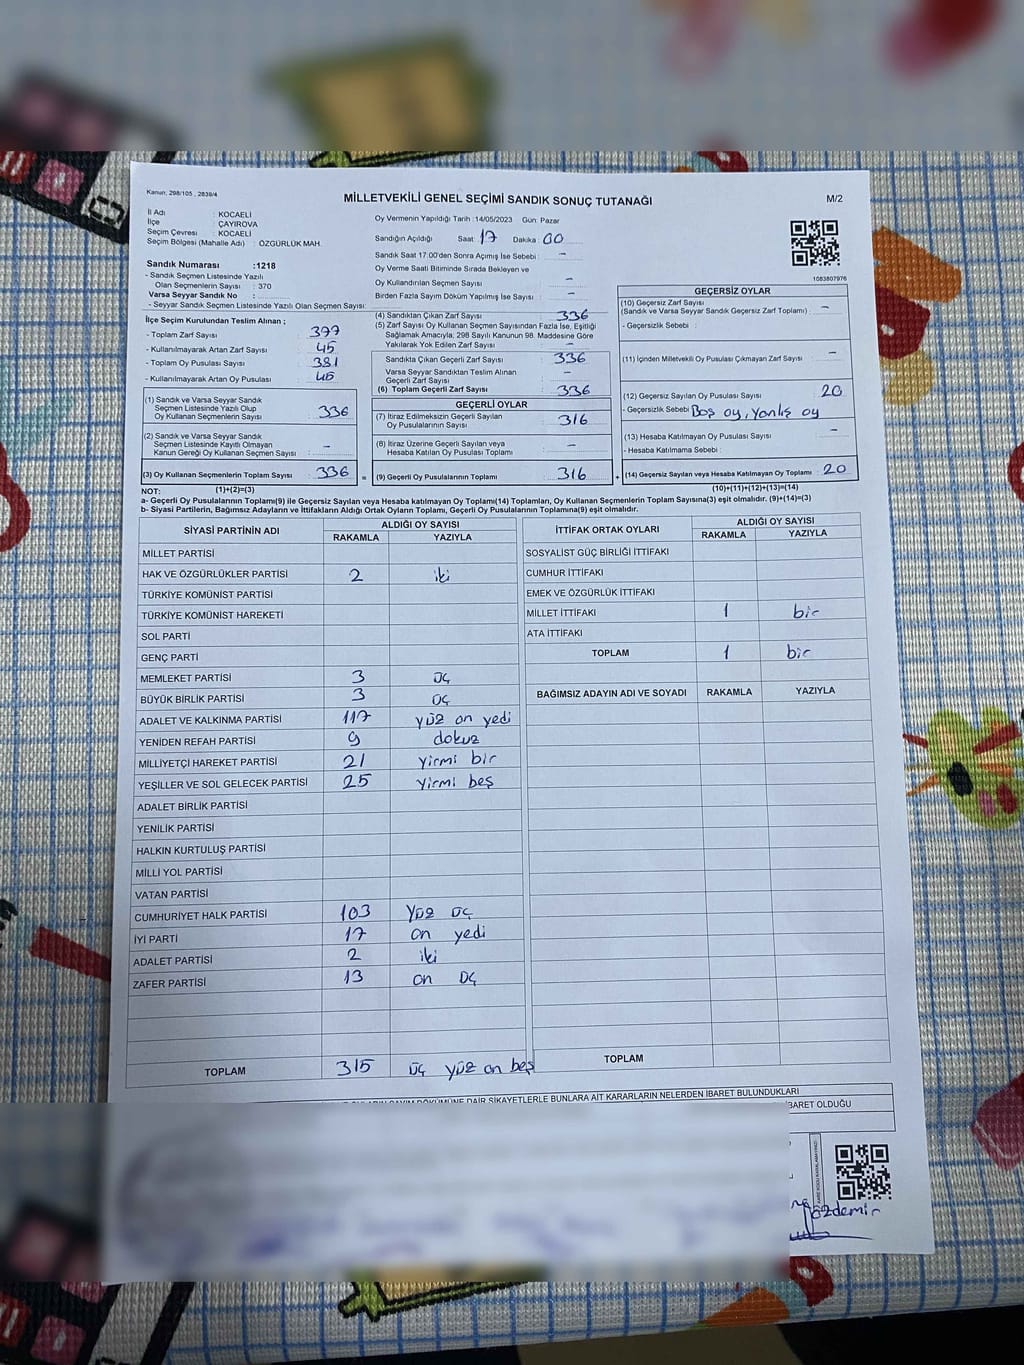 Kanun: 298/105 , 2839/4
MİLLETVEKİLİ GENEL SEÇİMİ SANDIK SONUÇ TUTANAĞI
M/2
İl Adı : KOCAELİ
İlçe : ÇAYIROVA
Seçim Çevresi : KOCAELİ
Seçim Bölgesi (Mahalle Adı) : ÖZGÜRLÜK MAH.
Sandık Numarası :1218
- Sandık Seçmen Listesinde Yazılı
Olan Seçmenlerin Sayısı : 370
Varsa Seyyar Sandık No :
- Seyyar Sandık Seçmen Listesinde Yazılı Olan Seçmen Sayısı:
İlçe Seçim Kurulundan Teslim Alınan ;
- Toplam Zarf Sayısı : 377
- Kullanılmayarak Artan Zarf Sayısı : 45
- Toplam Oy Pusulası Sayısı : 381
- Kullanılmayarak Artan Oy Pusulası : 45
(1) Sandık ve Varsa Seyyar Sandık
Seçmen Listesinde Yazılı Olup
Oy Kullanan Seçmenlerin Sayısı : 336
(2) Sandık ve Varsa Seyyar Sandık
Seçmen Listesinde Kayıtlı Olmayan
Kanun Gereği Oy Kullanan Seçmen Sayısı : –
(3) Oy Kullanan Seçmenlerin Toplam Sayısı : 336
Oy Vermenin Yapıldığı Tarih :14/05/2023 Gün: Pazar
Sandığın Açıldığı Saat: 17 Dakika: 00
Sandık Saat 17.00'den Sonra Açımış İse Sebebi : –
Oy Verme Saati Bitiminde Sırada Bekleyen ve
Oy Kullandırılan Seçmen Sayısı : –
Birden Fazla Sayım Döküm Yapılmış İse Sayısı : –
(4) Sandıktan Çıkan Zarf Sayısı : 336
(5) Zarf Sayısı Oy Kullanan Seçmen Sayısından Fazla İse, Eşitliği
Sağlamak Amacıyla, 298 Sayılı Kanunun 98. Maddesine Göre
Yakılarak Yok Edilen Zarf Sayısı : –
Sandıkta Çıkan Geçerli Zarf Sayısı : 336
Varsa Seyyar Sandıktan Teslim Alınan
Geçerli Zarf Sayısı : –
(6) Toplam Geçerli Zarf Sayısı : 336
GEÇERLİ OYLAR
(7) İtiraz Edilmeksizin Geçerli Sayılan
Oy Pusulalarının Sayısı : 316
(8) İtiraz Üzerine Geçerli Sayılan veya
Hesaba Katılan Oy Pusulası Toplamı : –
= (9) Geçerli Oy Pusulalarının Toplamı : 316
1083807976
GEÇERSİZ OYLAR
(10) Geçersiz Zarf Sayısı
(Sandık ve Varsa Seyyar Sandık Geçersiz Zarf Toplamı) : –
- Geçersizlik Sebebi :
(11) İçinden Milletvekili Oy Pusulası Çıkmayan Zarf Sayısı : –
(12) Geçersiz Sayılan Oy Pusulası Sayısı : 20
- Geçersizlik Sebebi : Boş oy, Yanlış oy
(13) Hesaba Katılmayan Oy Pusulası Sayısı : –
- Hesaba Katılmama Sebebi :
+ (14) Geçersiz Sayılan veya Hesaba Katılmayan Oy Toplamı : 20
NOT: (1)+(2)=(3) (10)+(11)+(12)+(13)=(14)
a- Geçerli Oy Pusulalarının Toplamı(9) ile Geçersiz Sayılan veya Hesaba katılmayan Oy Toplamı(14) Toplamları, Oy Kullanan Seçmenlerin Toplam Sayısına(3) eşit olmalıdır. (9)+(14)=(3)
b- Siyasi Partilerin, Bağımsız Adayların ve İttifakların Aldığı Ortak Oyların Toplamı, Geçerli Oy Pusulalarının Toplamına(9) eşit olmalıdır.
SİYASİ PARTİNİN ADI ALDIĞI OY SAYISI
RAKAMLA YAZIYLA
MİLLET PARTİSİ
HAK VE ÖZGÜRLÜKLER PARTİSİ 2 iki
TÜRKİYE KOMÜNİST PARTİSİ
TÜRKİYE KOMÜNİST HAREKETİ
SOL PARTİ
GENÇ PARTİ
MEMLEKET PARTİSİ 3 üç
BÜYÜK BİRLİK PARTİSİ 3 üç
ADALET VE KALKINMA PARTİSİ 117 yüz on yedi
YENİDEN REFAH PARTİSİ 9 dokuz
MİLLİYETÇİ HAREKET PARTİSİ 21 yirmi bir
YEŞİLLER VE SOL GELECEK PARTİSİ 25 yirmi beş
ADALET BİRLİK PARTİSİ
YENİLİK PARTİSİ
HALKIN KURTULUŞ PARTİSİ
MİLLİ YOL PARTİSİ
VATAN PARTİSİ
CUMHURİYET HALK PARTİSİ 103 Yüz üç
İYİ PARTİ 17 on yedi
ADALET PARTİSİ 2 iki
ZAFER PARTİSİ 13 on üç
TOPLAM 315 üç yüz on beş
İTTİFAK ORTAK OYLARI ALDIĞI OY SAYISI
RAKAMLA YAZIYLA
SOSYALİST GÜÇ BİRLİĞİ İTTİFAKI
CUMHUR İTTİFAKI
EMEK VE ÖZGÜRLÜK İTTİFAKI
MİLLET İTTİFAKI 1 bir
ATA İTTİFAKI
TOPLAM 1 bir
BAĞIMSIZ ADAYIN ADI VE SOYADI RAKAMLA YAZIYLA
TOPLAM
DÖKÜMÜNE DAİR ŞİKAYETLERLE BUNLARA AİT KARARLARIN NELERDEN İBARET BULUNDUKLARI
İBARET OLDUĞU
özdemir